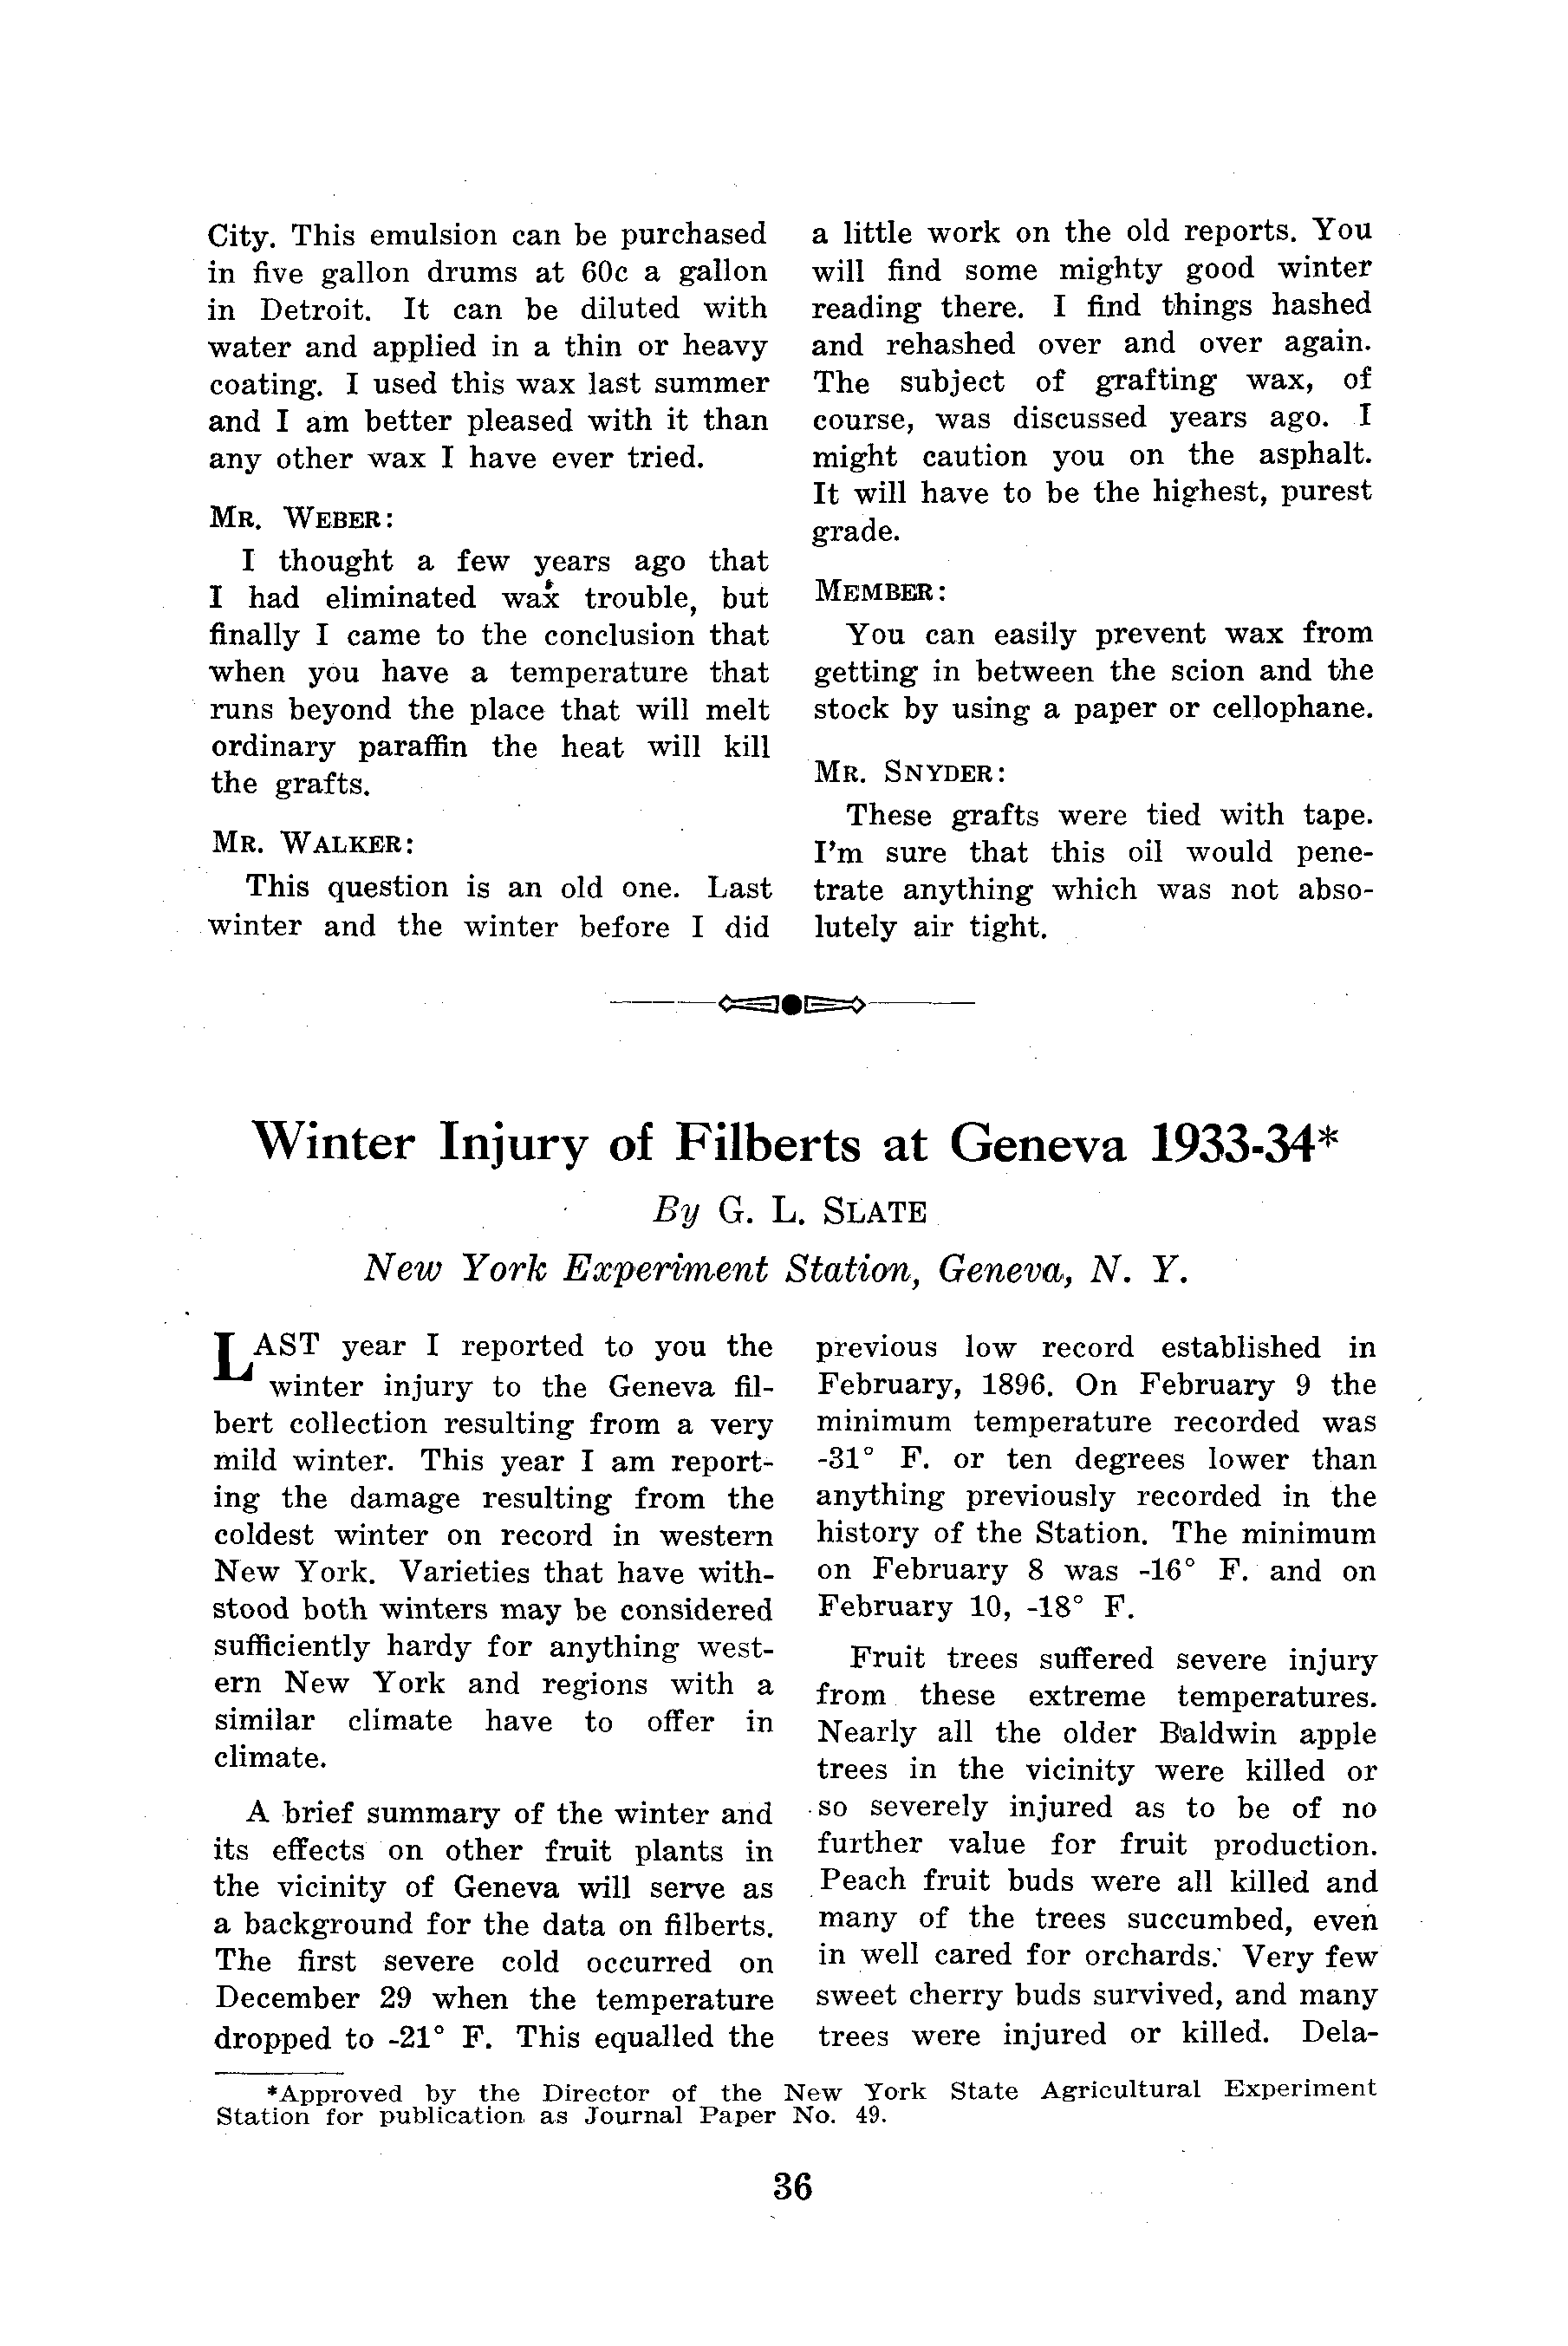 City. This emulsion can be purchased
in five gallon drums at 60c a gallon
in Detroit. It can be diluted with
water and applied in a thin or heavy
coating. I used this wax last summer
and I am better pleased with it than
any other wax I have ever tried.
MR. WEBER:
I thought a few years ago that
I had eliminated wax trouble, but
finally I came to the conclusion that
when you have a temperature that
runs beyond the place that will melt
ordinary paraffin the heat will kill
the grafts.
MR. WALKER:
This question is an old one. Last
winter and the winter before I did
a little work on the old reports. You
will find some mighty good winter
reading there. I find things hashed
and rehashed over and over again.
The subject of grafting wax, of
course, was discussed years ago. I
might caution you on the asphalt.
It will have to be the highest, purest
grade.
MEMBER:
You can easily prevent wax from
getting in between the scion and the
stock by using a paper or cellophane.
MR. SNYDER:
These grafts were tied with tape.
I'm sure that this oil would pene-
trate anything which was not abso-
lutely air tight.
Winter Injury of Filberts at Geneva 1933-34*
By G. L. SLATE
New York Experiment Station, Geneva, N. Y.
LAST year I reported to you the
winter injury to the Geneva fil-
bert collection resulting from a very
mild winter. This year I am report-
ing the damage resulting from the
coldest winter on record in western
New York. Varieties that have with-
stood both winters may be considered
sufficiently hardy for anything west-
ern New York and regions with a
similar climate have to offer in
climate.
A brief summary of the winter and
its effects on other fruit plants in
the vicinity of Geneva will serve as
a background for the data on filberts.
The first severe cold occurred on
December 29 when the temperature
dropped to -21° F. This equalled the
previous low record established in
February, 1896. On February 9 the
minimum temperature recorded was
-31° F. or ten degrees lower than
anything previously recorded in the
history of the Station. The minimum
on February 8 was -16° F. and on
February 10, -18° F.
Fruit trees suffered severe injury
from these extreme temperatures.
Nearly all the older Baldwin apple
trees in the vicinity were killed or
so severely injured as to be of no
further value for fruit production.
Peach fruit buds were all killed and
many of the trees succumbed, even
in well cared for orchards. Very few
sweet cherry buds survived, and many
trees were injured or killed. Dela-
*Approved by the Director of the New York State Agricultural Experiment
Station for publication as Journal Paper No. 49.
36